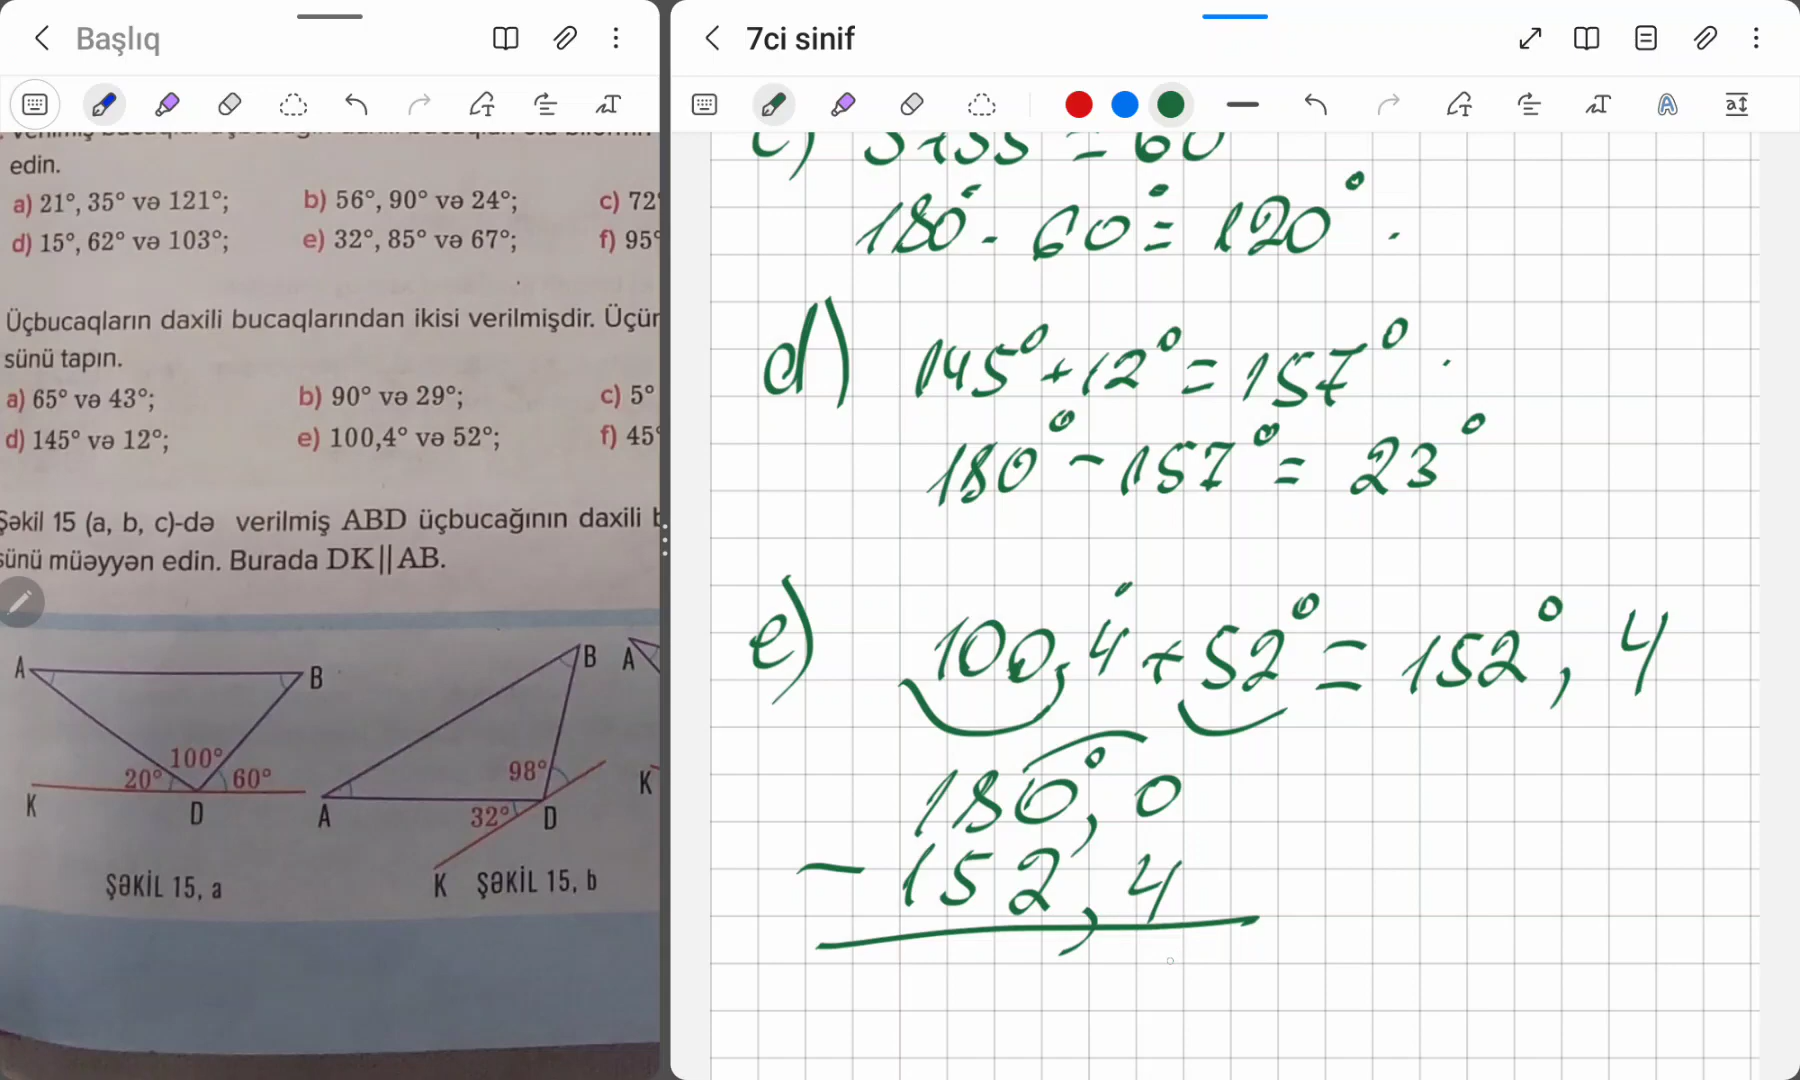 Başlıq
edin.
a) 21°, 35° və 121°; b) 56°, 90° və 24°; c) 72°
d) 15°, 62° və 103°; e) 32°, 85° və 67°; f) 95°
Üçbucaqların daxili bucaqlarından ikisi verilmişdir.
sünü tapın.
a) 65° və 43°; b) 90° və 29°; c) 5°
d) 145° və 12°; e) 100,4° və 52°; f) 45°
Şəkil 15 (a, b, c)-də verilmiş ABD üçbucağının daxili
sünü müəyyən edin. Burada DK||AB.
A B B A
100° 98°
20° 60° K
K D A 32° D
ŞƏKİL 15, a K ŞƏKİL 15, b
7ci sinif
180° - 60° = 120°.
d) 145° + 12° = 157°.
180° - 157° = 23°
e) 100,4° + 52° = 152°,4
180°,0
- 152,4